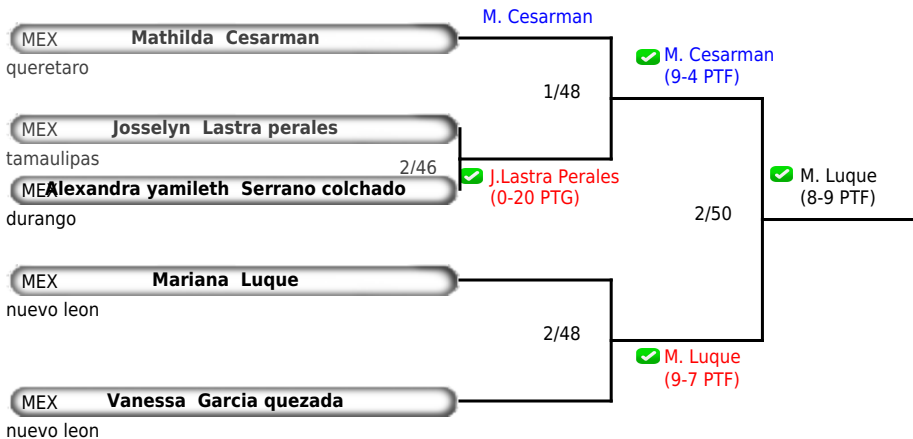 M. Cesarman
MEX Mathilda Cesarman
queretaro
M. Cesarman
(9-4 PTF)
1/48
MEX Josselyn Lastra perales
tamaulipas
2/46
MEX Alexandra yamileth Serrano colchado
durango
J.Lastra Perales
(0-20 PTG)
M. Luque
(8-9 PTF)
2/50
MEX Mariana Luque
nuevo leon
2/48
M. Luque
(9-7 PTF)
MEX Vanessa Garcia quezada
nuevo leon